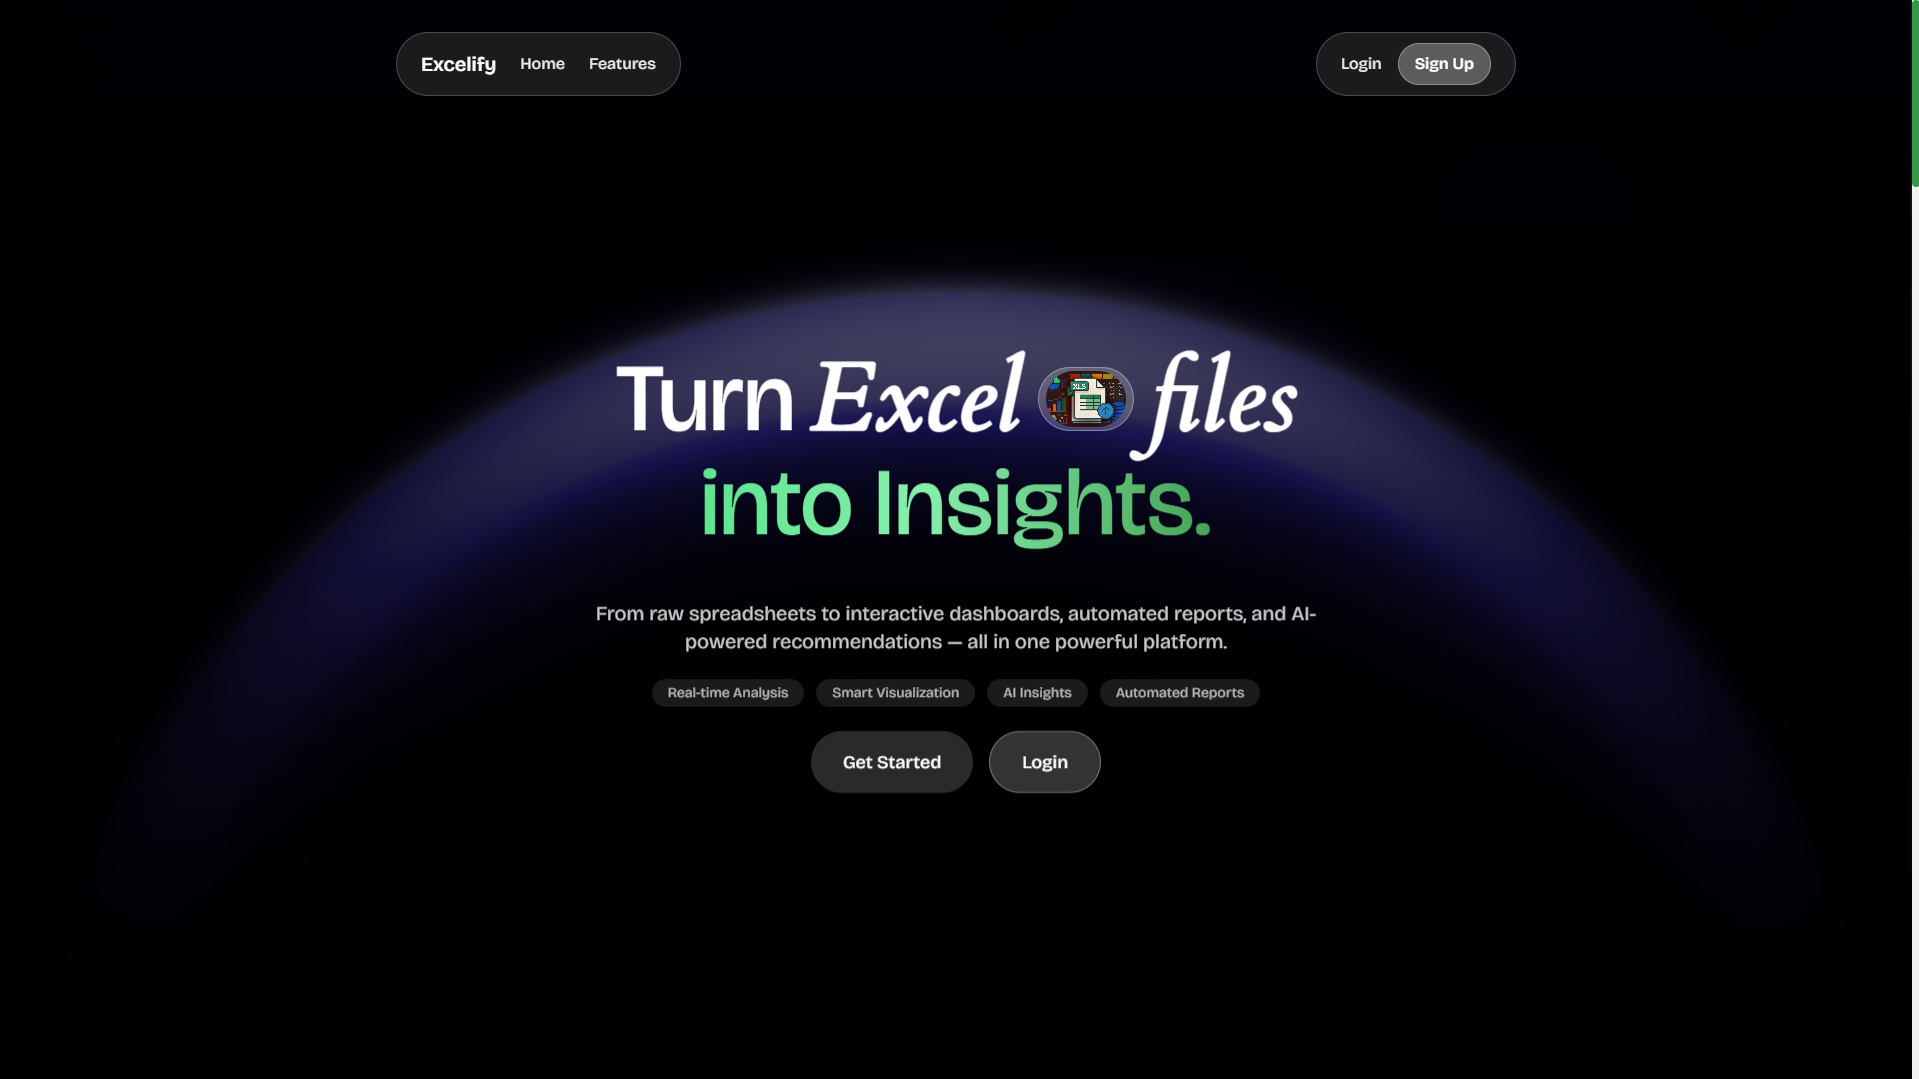 Excelify Home Features
Login Sign Up
Turn Excel XLS files
into Insights.
From raw spreadsheets to interactive dashboards, automated reports, and AI-
powered recommendations — all in one powerful platform.
Real-time Analysis Smart Visualization AI Insights Automated Reports
Get Started Login